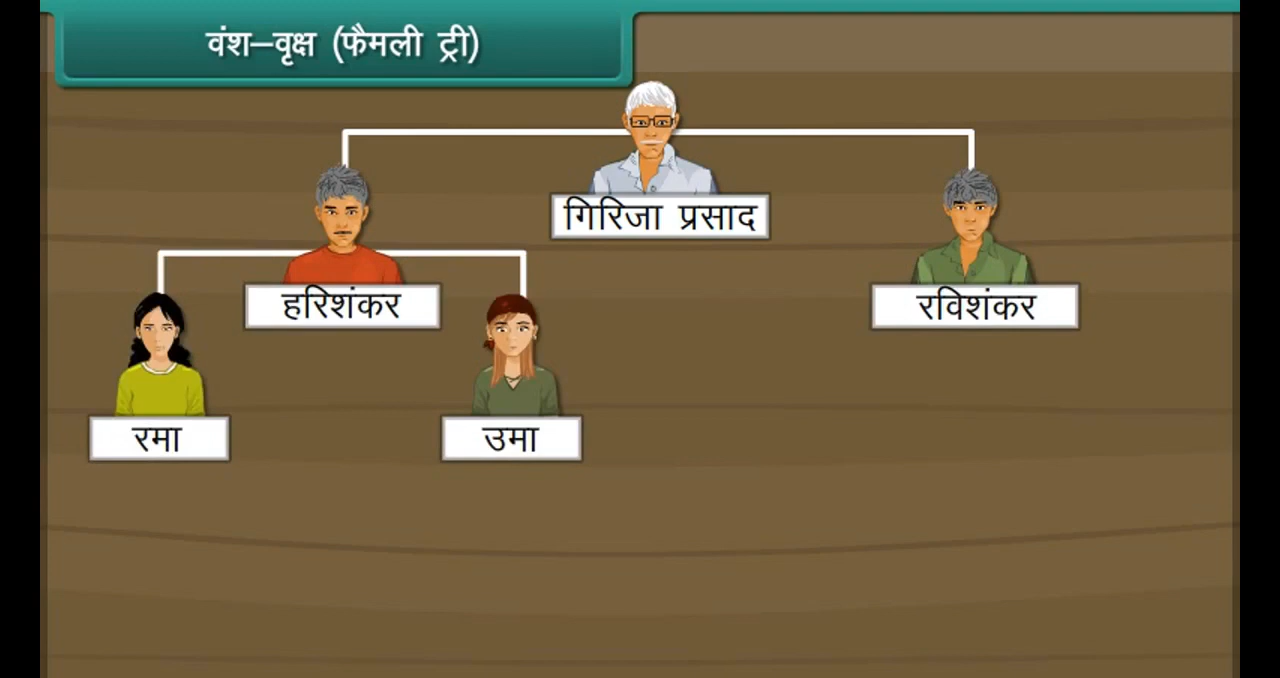 वंश–वृक्ष (फैमली ट्री)
गिरिजा प्रसाद
हरिशंकर
रविशंकर
रमा
उमा